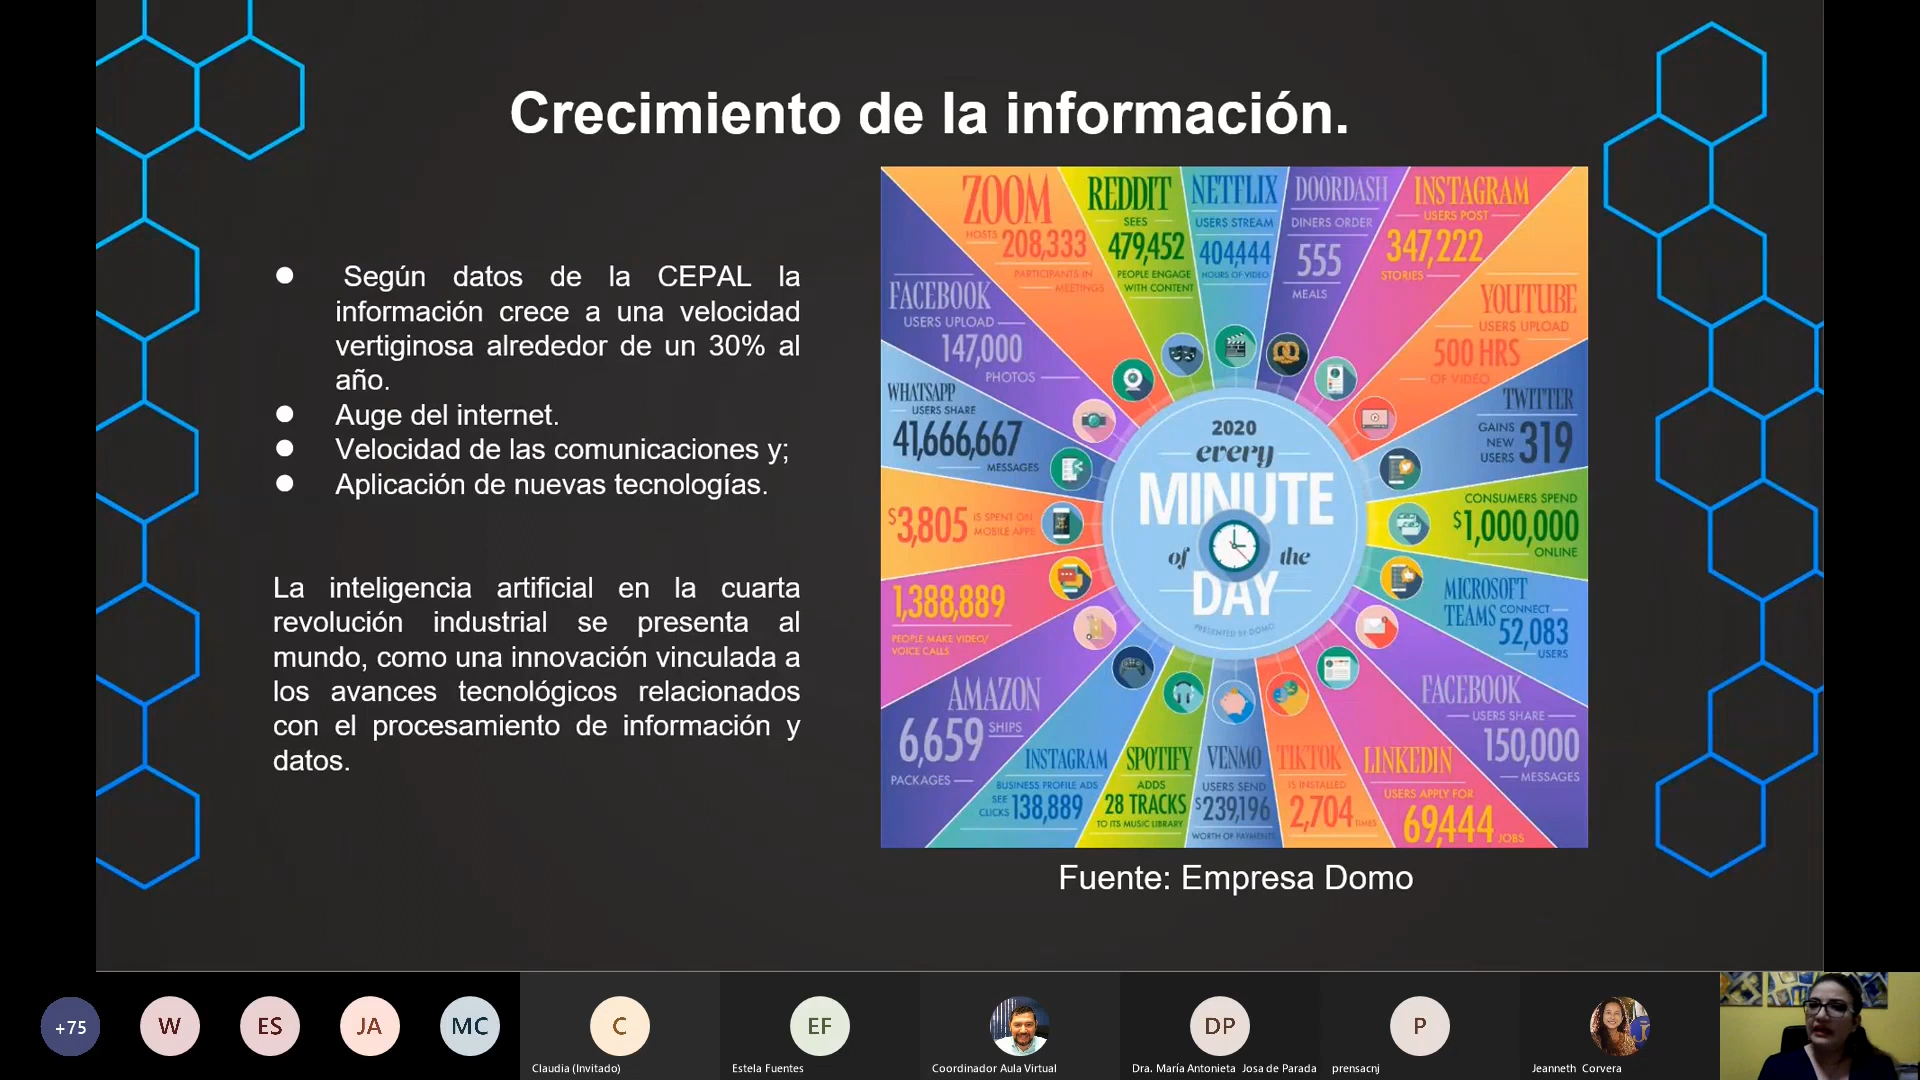 Crecimiento de la información.
● Según datos de la CEPAL la
información crece a una velocidad
vertiginosa alrededor de un 30% al
año.
● Auge del internet.
● Velocidad de las comunicaciones y;
● Aplicación de nuevas tecnologías.
La inteligencia artificial en la cuarta
revolución industrial se presenta al
mundo, como una innovación vinculada a
los avances tecnológicos relacionados
con el procesamiento de información y
datos.
ZOOM
HOSTS 208,333
PARTICIPANTS IN
MEETINGS
REDDIT
SEES
479,452
PEOPLE ENGAGE
WITH CONTENT
NETFLIX
USERS STREAM
404,444
HOURS OF VIDEO
DOORDASH
DINERS ORDER
555
MEALS
INSTAGRAM
USERS POST
347,222
STORIES
YOUTUBE
USERS UPLOAD
500 HRS
OF VIDEO
TWITTER
GAINS
NEW
USERS 319
CONSUMERS SPEND
$1,000,000
ONLINE
MICROSOFT
TEAMS CONNECT
52,083
USERS
FACEBOOK
USERS SHARE
150,000
MESSAGES
LINKEDIN
USERS APPLY FOR
69,444 JOBS
TIKTOK
IS INSTALLED
2,704 TIMES
VENMO
USERS SEND
$239,196
WORTH OF PAYMENTS
SPOTIFY
ADDS
28 TRACKS
TO ITS MUSIC LIBRARY
INSTAGRAM
BUSINESS PROFILE ADS
SEE
CLICKS 138,889
AMAZON
6,659 SHIPS
PACKAGES
1,388,889
PEOPLE MAKE VIDEO/
VOICE CALLS
$3,805 IS SPENT ON
MOBILE APPS
WHATSAPP
USERS SHARE
41,666,667
MESSAGES
FACEBOOK
USERS UPLOAD
147,000
PHOTOS
2020
every
MINUTE
of the
DAY
PRESENTED BY DOMO
Fuente: Empresa Domo
+75
W
ES
JA
MC
C
Claudia (Invitado)
EF
Estela Fuentes
Coordinador Aula Virtual
DP
Dra. María Antonieta Josa de Parada
P
prensacnj
Jeanneth Corvera